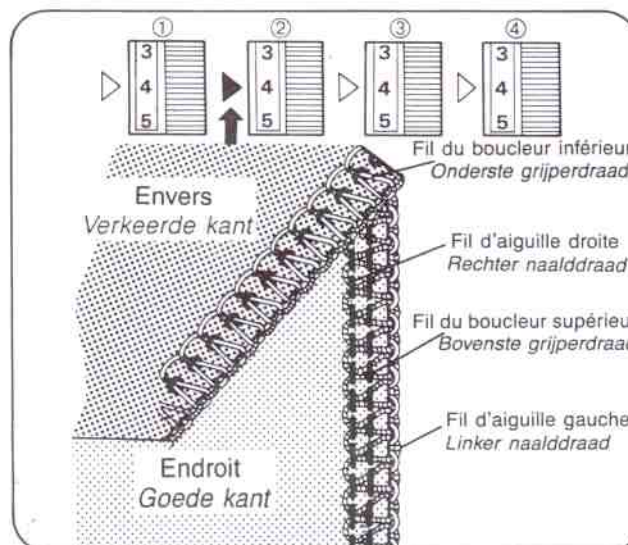 ① ② ③ ④
3 3 3 3
4 4 4 4
5 5 5 5
Fil du boucleur inférieur
Onderste grijperdraad
Envers
Verkeerde kant
Fil d'aiguille droite
Rechter naalddraad
Fil du boucleur supérieu
Bovenste grijperdraad
Fil d'aiguille gauche
Linker naalddraad
Endroit
Goede kant